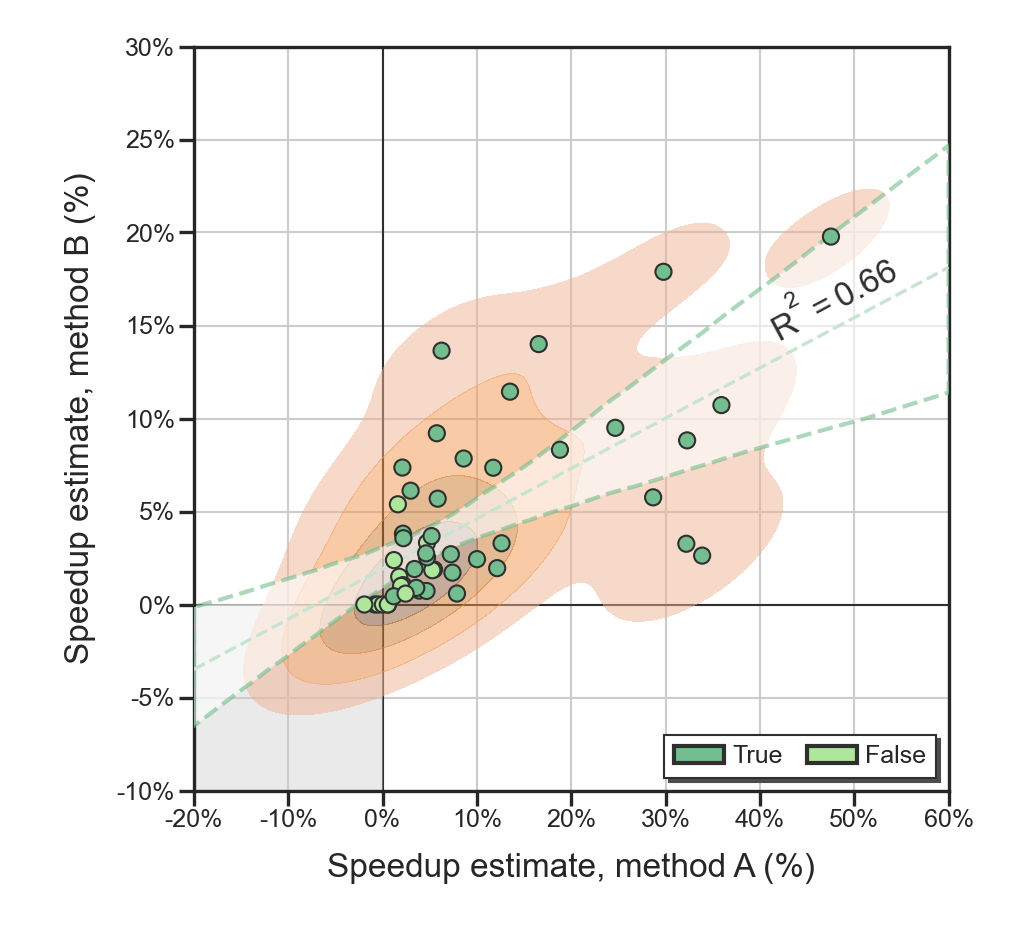 30%
25%
20%
15%
10%
5%
0%
-5%
-10%
Speedup estimate, method B (%)
R² = 0.66
True False
-20% -10% 0% 10% 20% 30% 40% 50% 60%
Speedup estimate, method A (%)